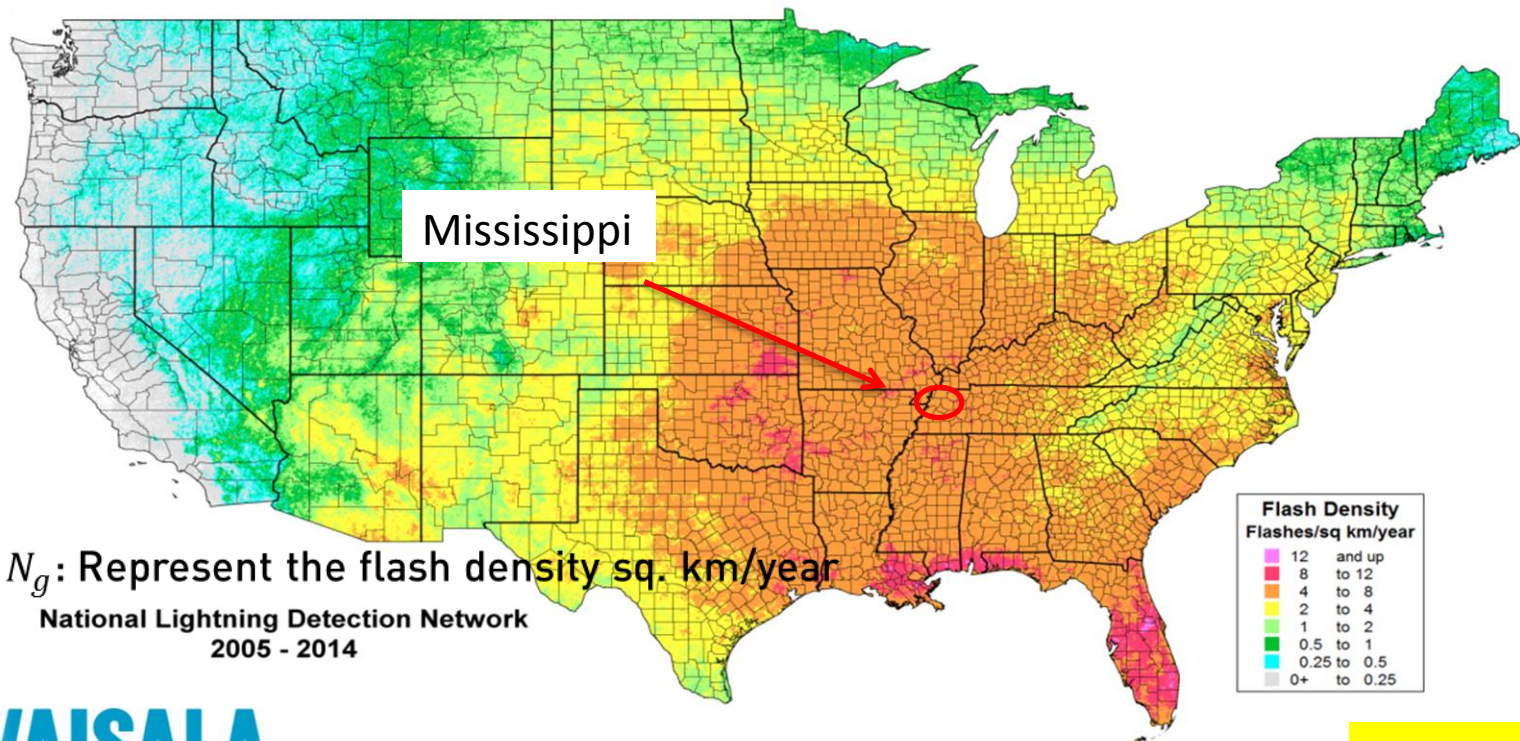 Mississippi
N_g: Represent the flash density sq. km/year
National Lightning Detection Network
2005 - 2014
Flash Density
Flashes/sq km/year
12 and up
8 to 12
4 to 8
2 to 4
1 to 2
0.5 to 1
0.25 to 0.5
0+ to 0.25
VAISALA